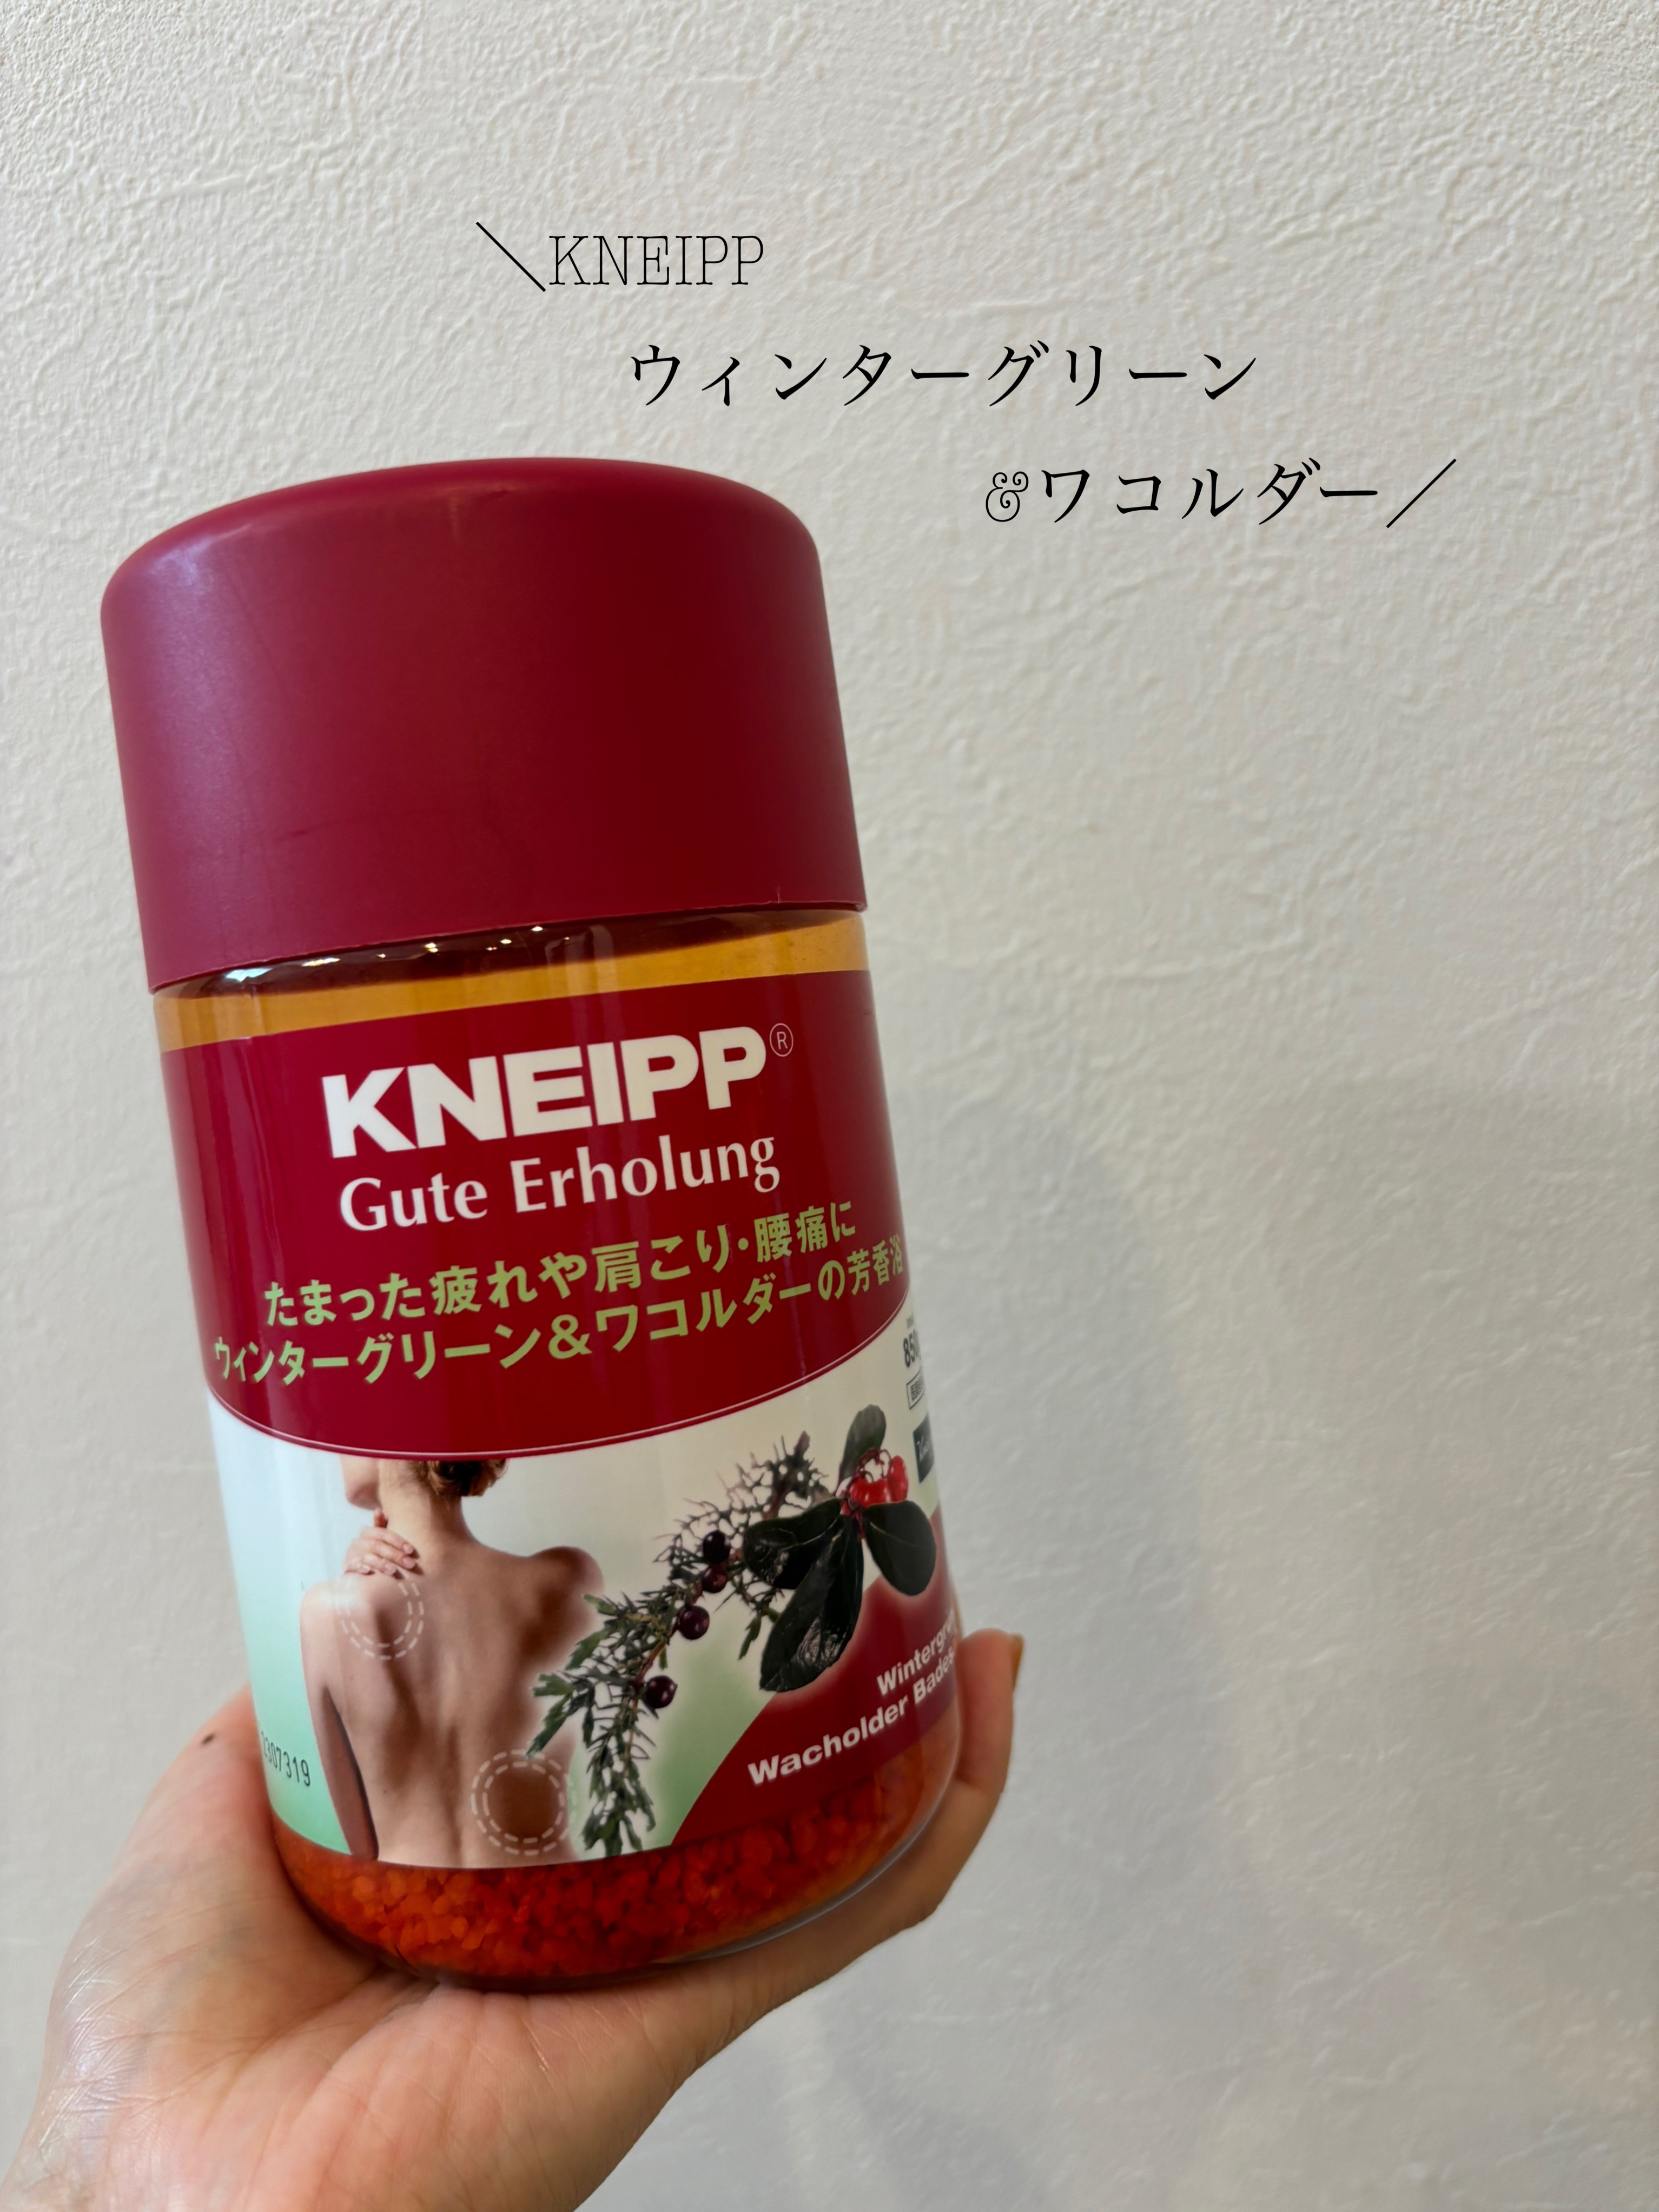 ＼KNEIPP
ウィンターグリーン
&ワコルダー／
KNEIPP®
Gute Erholung
たまった疲れや肩こり・腰痛に
ウィンターグリーン&ワコルダーの芳香浴
Wacholder
2307319